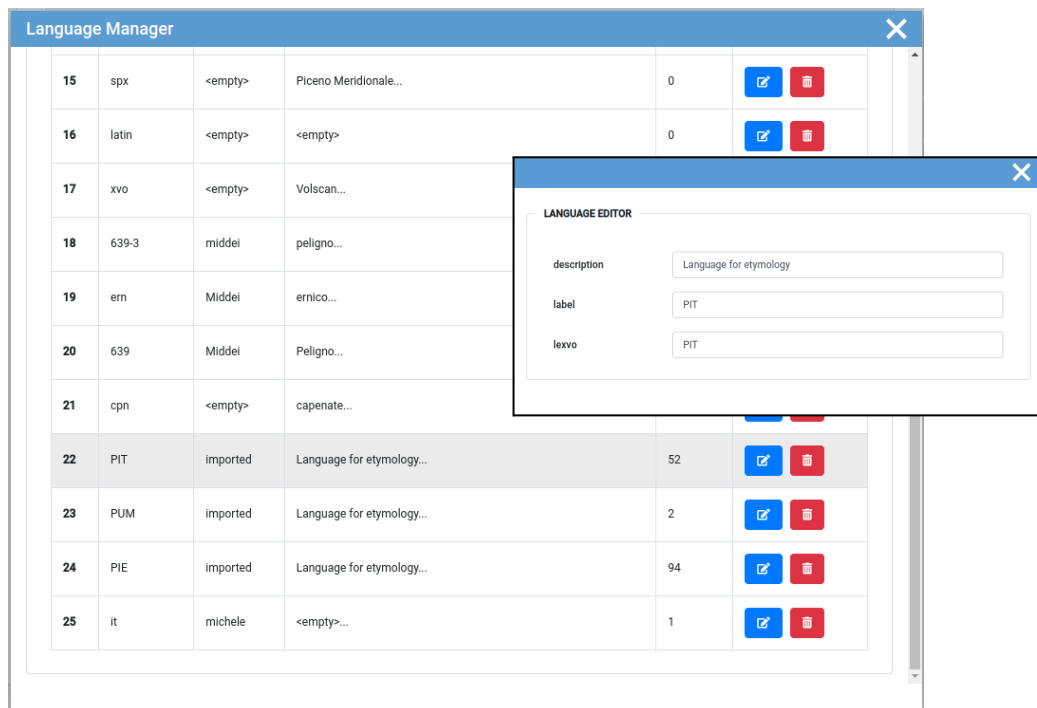 Language Manager
15 spx <empty> Piceno Meridionale... 0
16 latin <empty> <empty> 0
17 xvo <empty> Volscan...
18 639-3 middei peligno...
19 ern Middei ernico...
20 639 Middei Peligno...
21 cpn <empty> capenate...
22 PIT imported Language for etymology... 52
23 PUM imported Language for etymology... 2
24 PIE imported Language for etymology... 94
25 it michele <empty>... 1
LANGUAGE EDITOR
description Language for etymology
label PIT
lexvo PIT